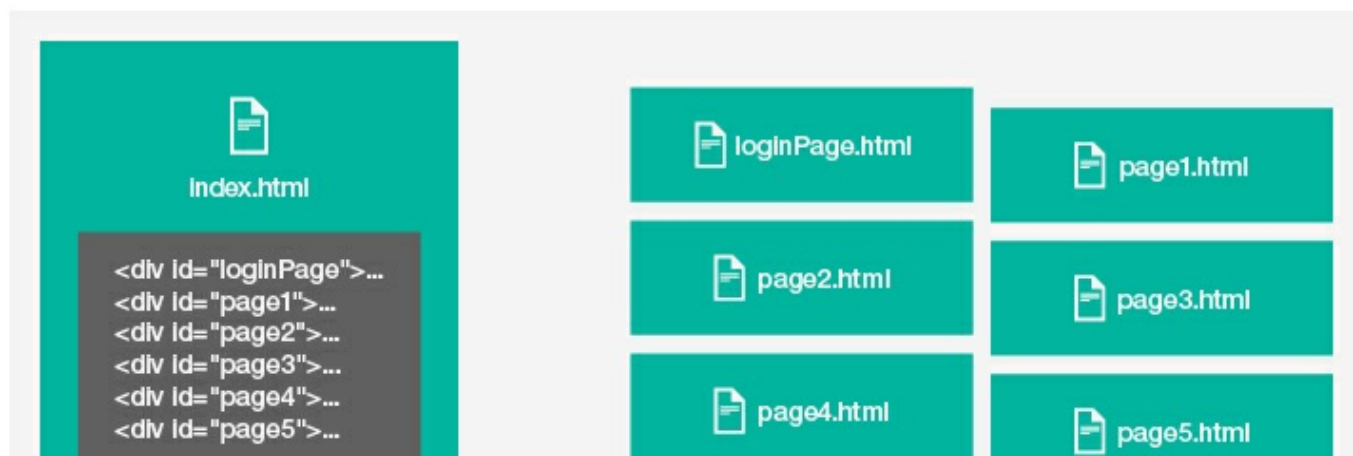 index.html
<div id="loginPage">...
<div id="page1">...
<div id="page2">...
<div id="page3">...
<div id="page4">...
<div id="page5">...
loginPage.html
page1.html
page2.html
page3.html
page4.html
page5.html